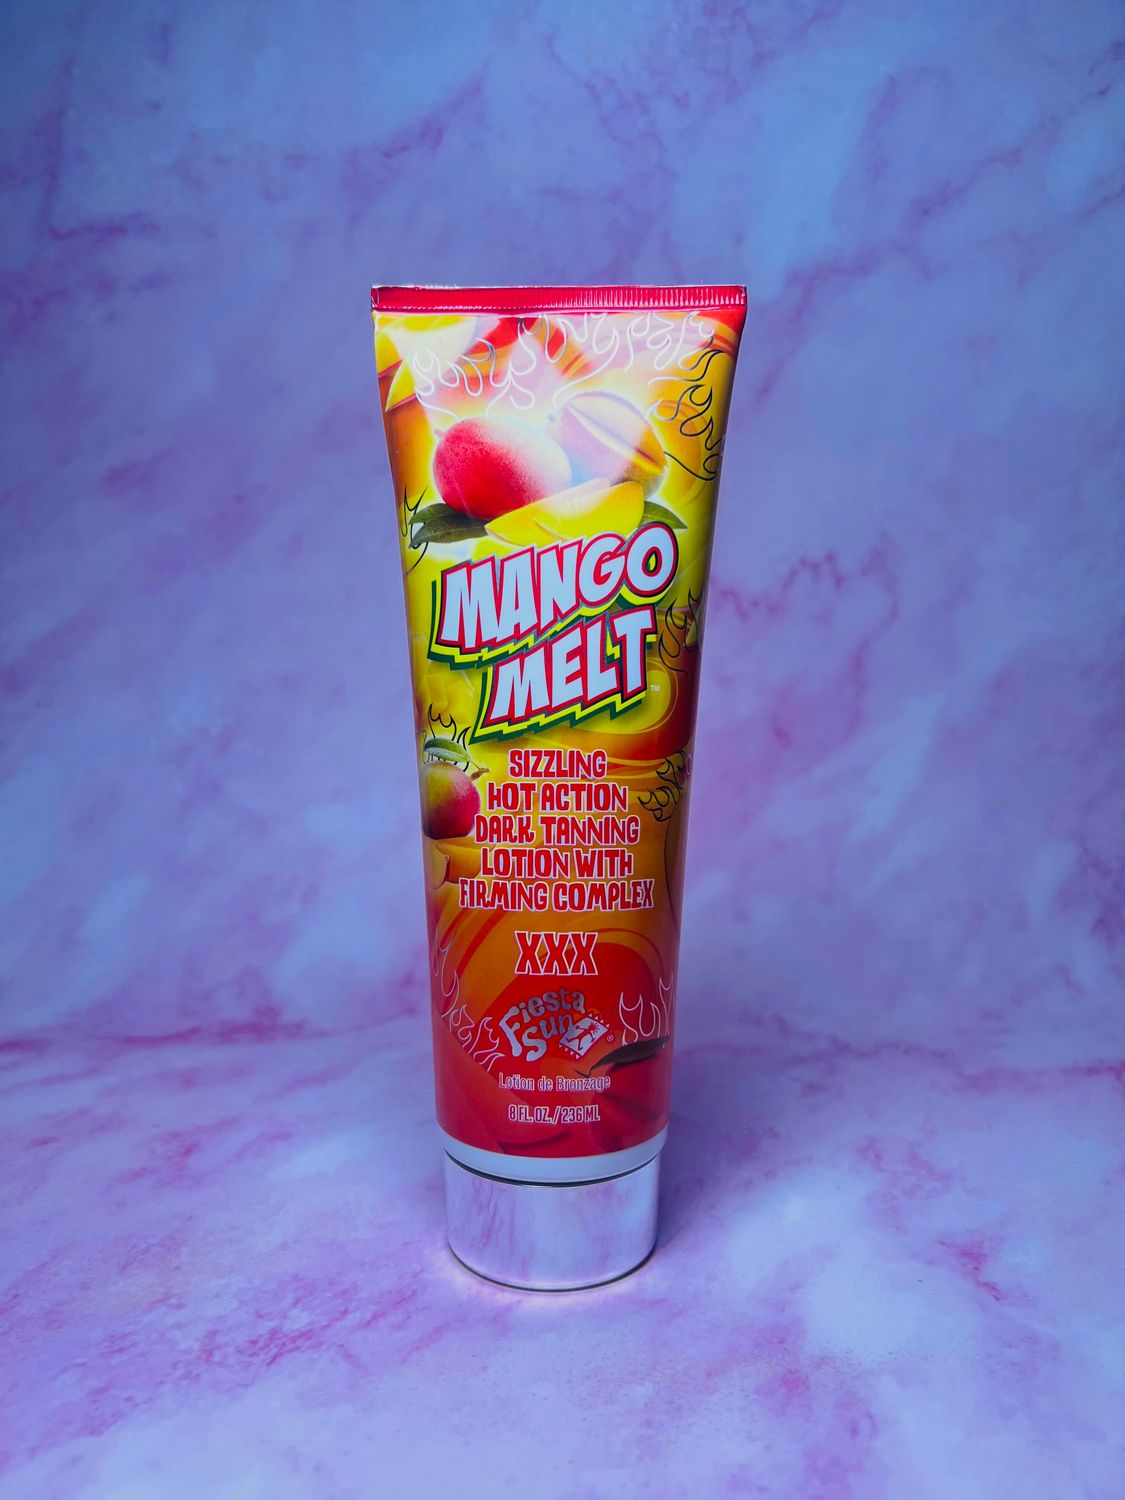 MANGO
MELT™
SIZZLING
HOT ACTION
DARK TANNING
LOTION WITH
FIRMING COMPLEX
XXX
Fiesta
Sun®
Lotion de Bronzage
8 FL. OZ. / 236 ML